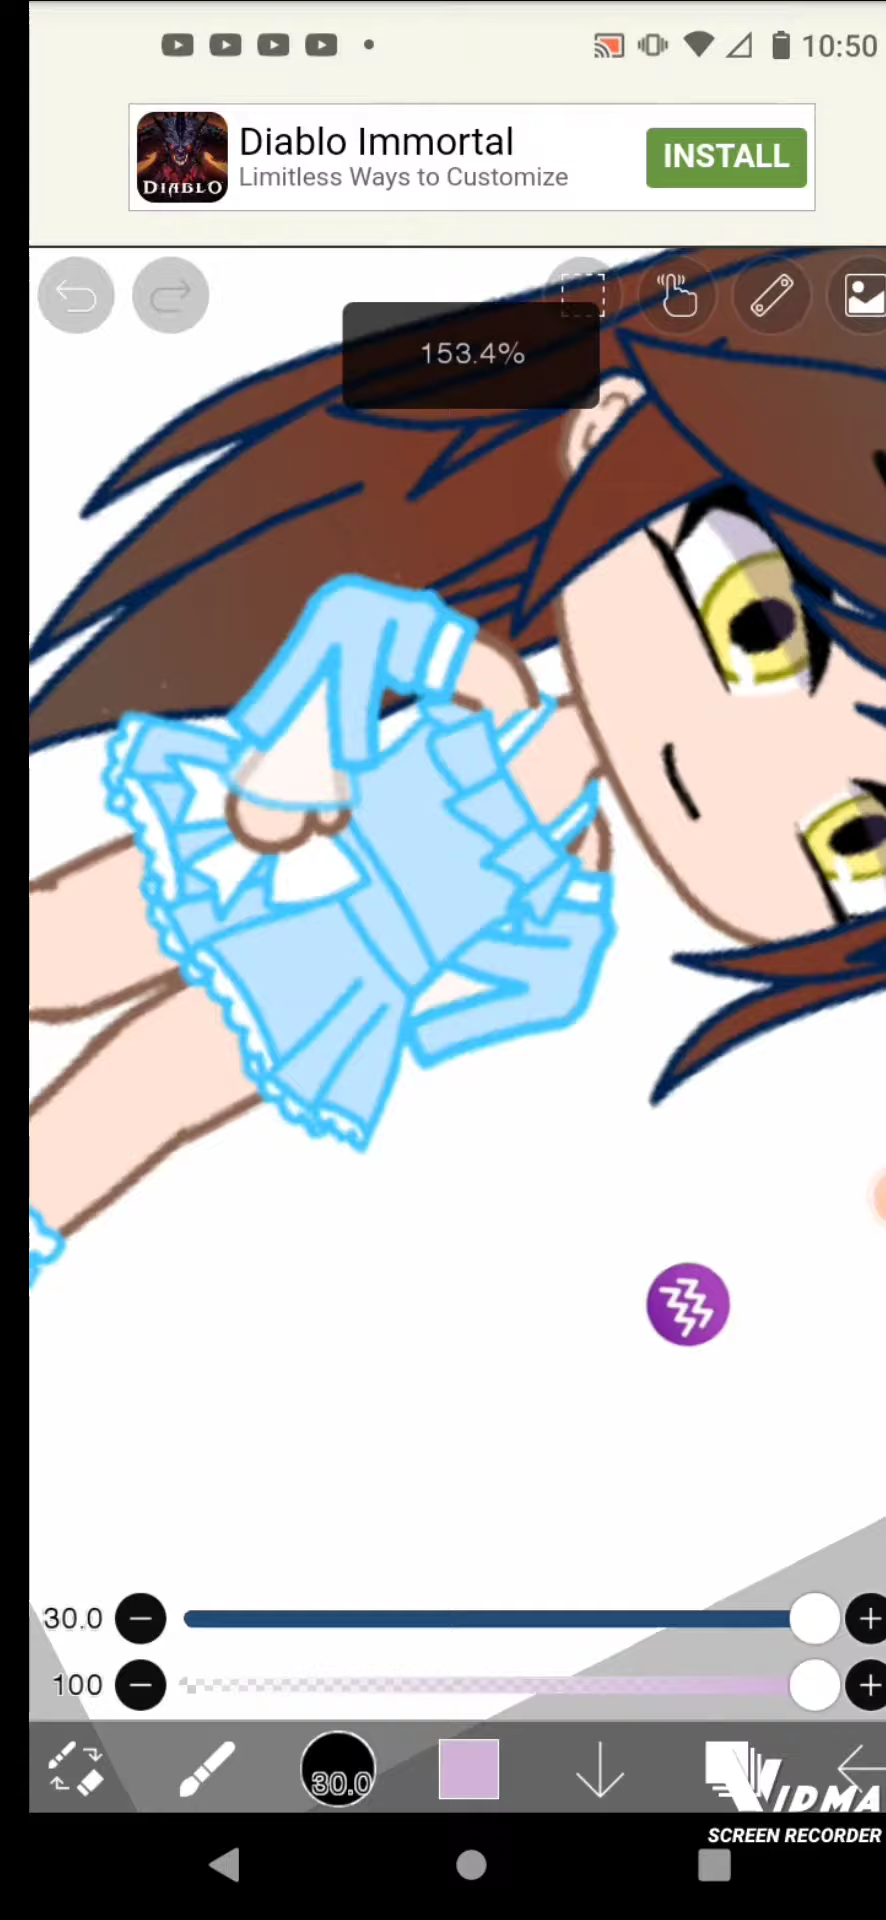 10:50
Diablo Immortal
Limitless Ways to Customize
INSTALL
DIABLO
153.4%
30.0
100
30.0
VIDMA
SCREEN RECORDER